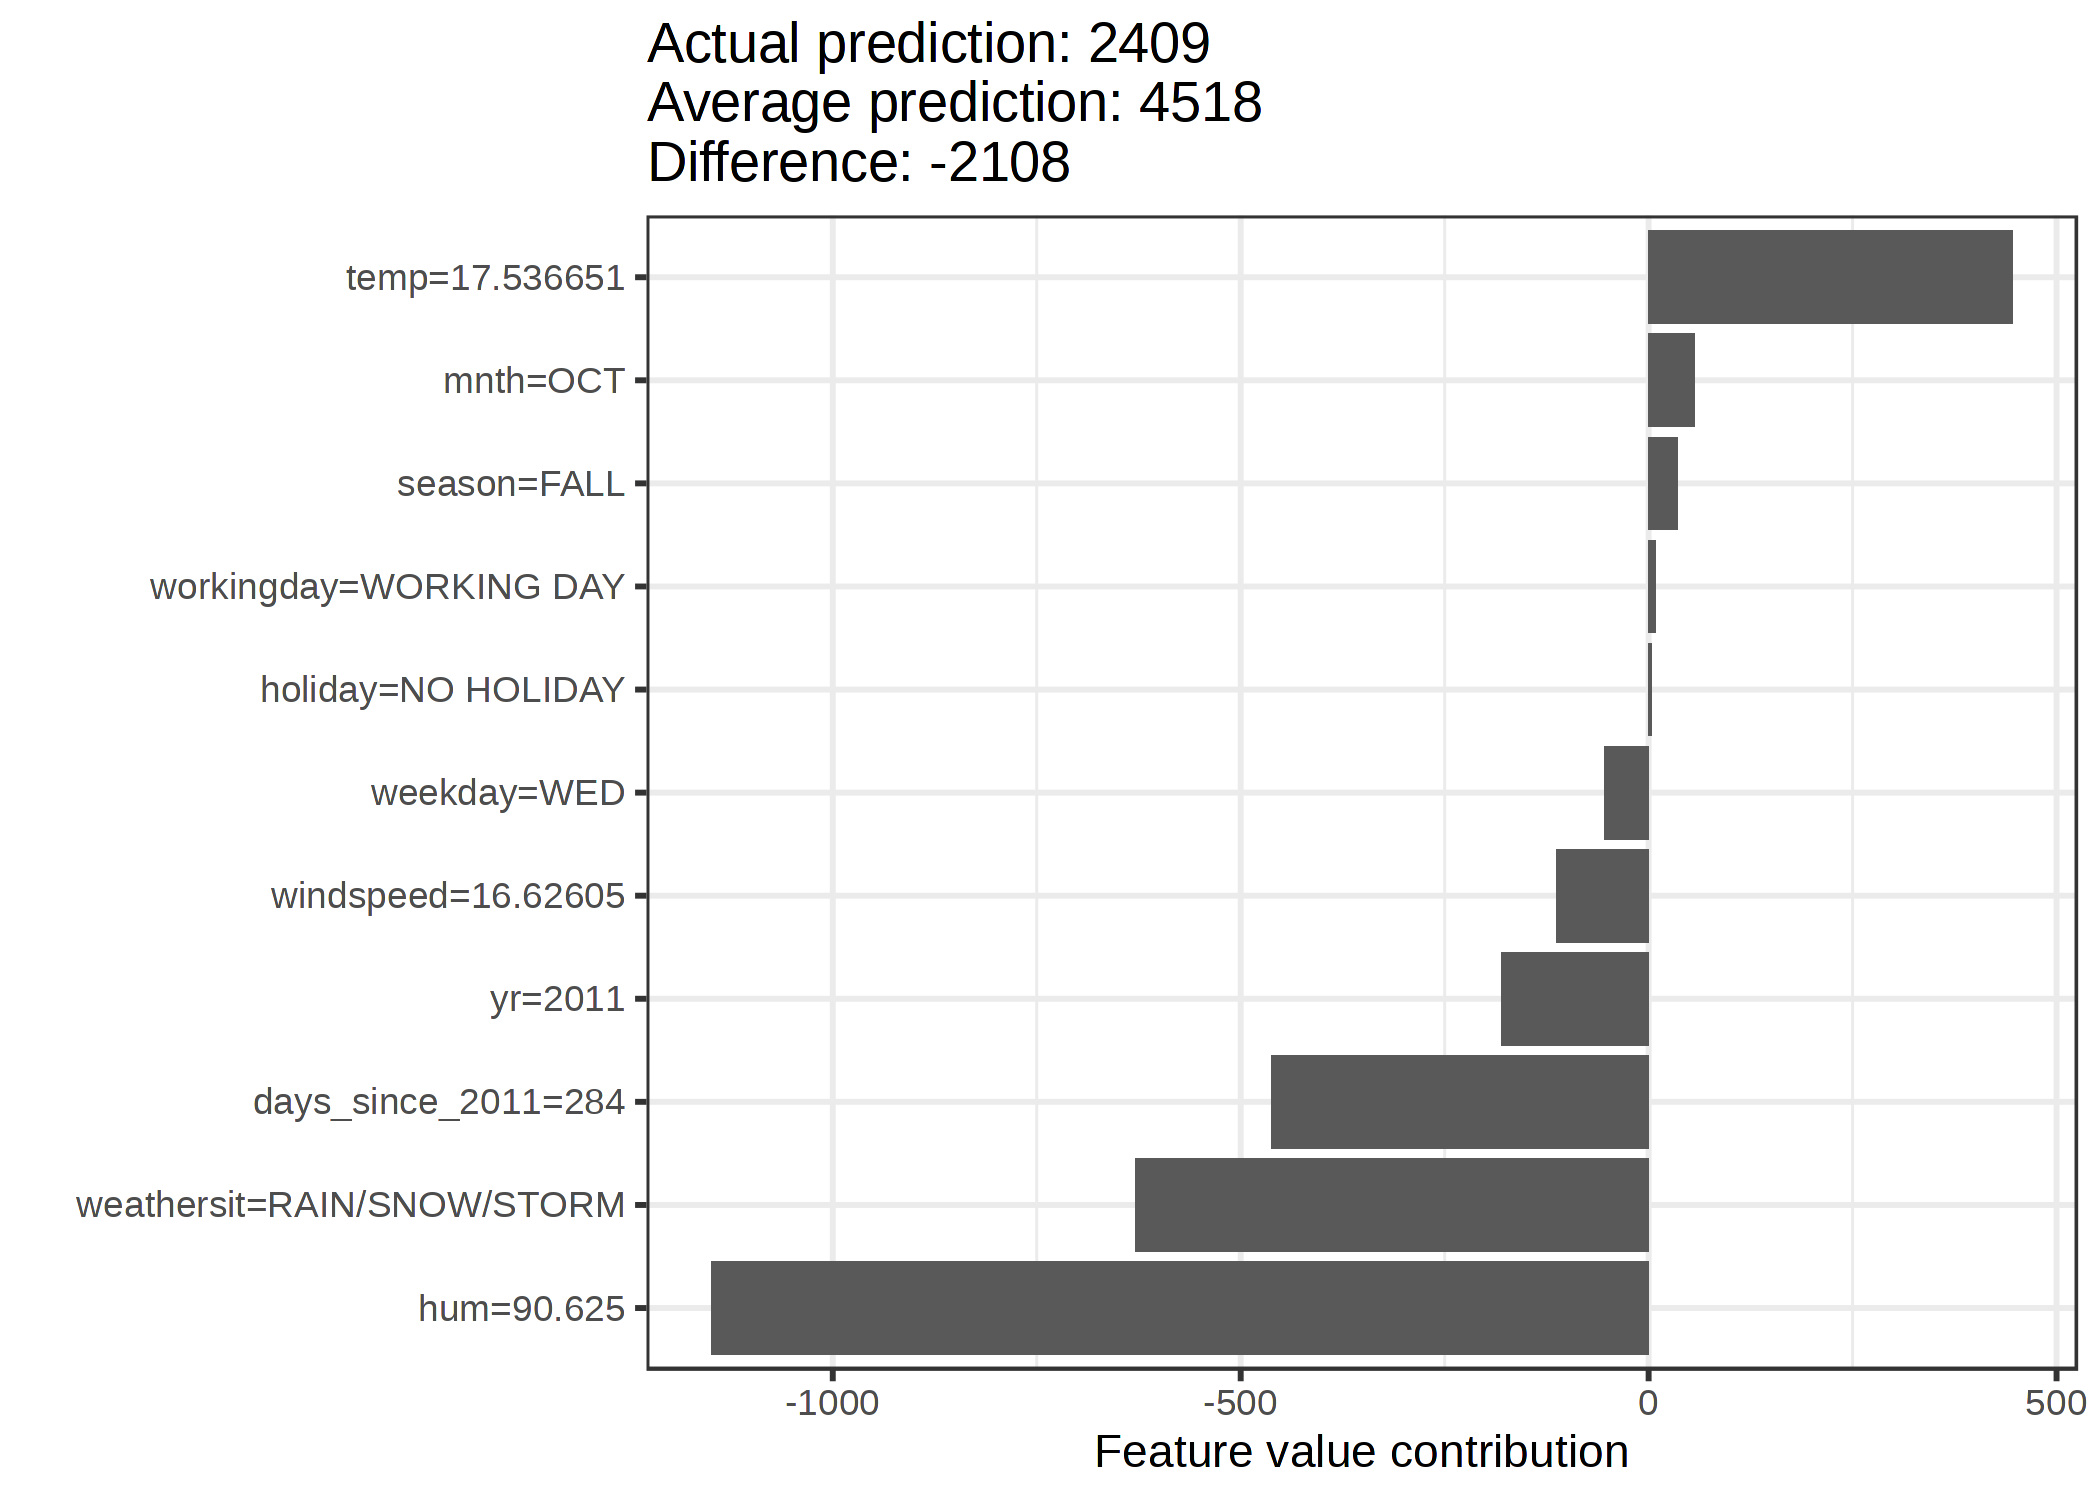 Actual prediction: 2409
Average prediction: 4518
Difference: -2108
temp=17.536651
mnth=OCT
season=FALL
workingday=WORKING DAY
holiday=NO HOLIDAY
weekday=WED
windspeed=16.62605
yr=2011
days_since_2011=284
weathersit=RAIN/SNOW/STORM
hum=90.625
-1000 -500 0 500
Feature value contribution